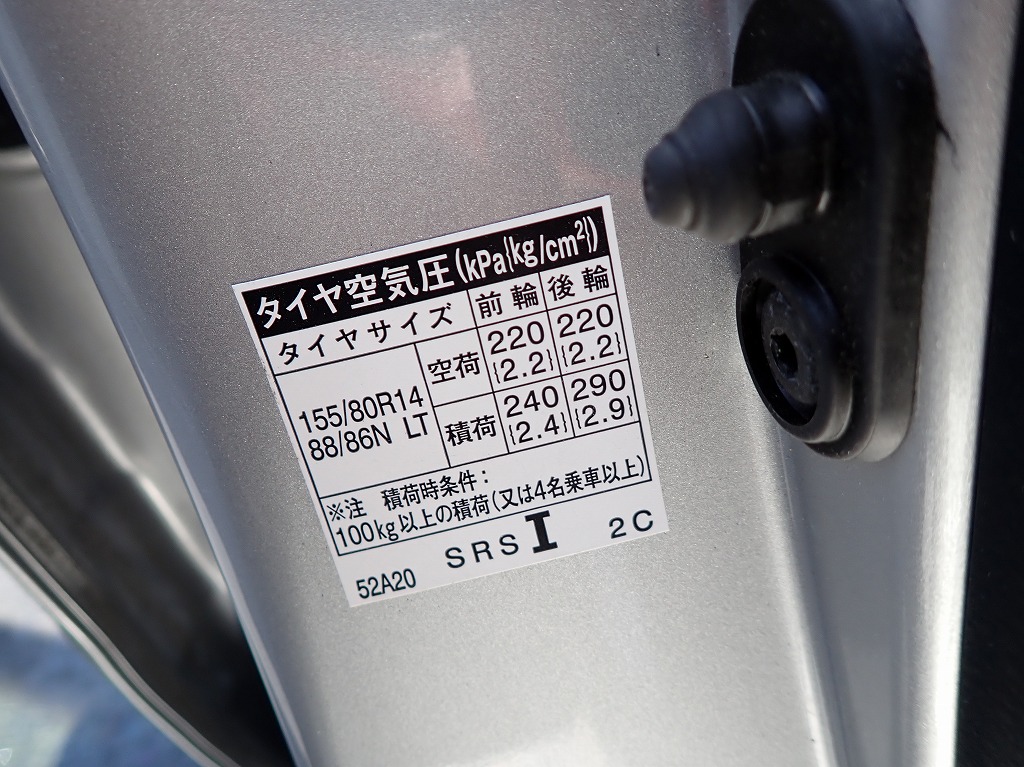 タイヤ空気圧(kPa{kg/cm²})
タイヤサイズ 前輪 後輪
155/80R14 88/86N LT 空荷 220{2.2} 220{2.2}
積荷 240{2.4} 290{2.9}
※注 積荷時条件:
100kg以上の積荷(又は4名乗車以上)
52A20 SRS I 2C